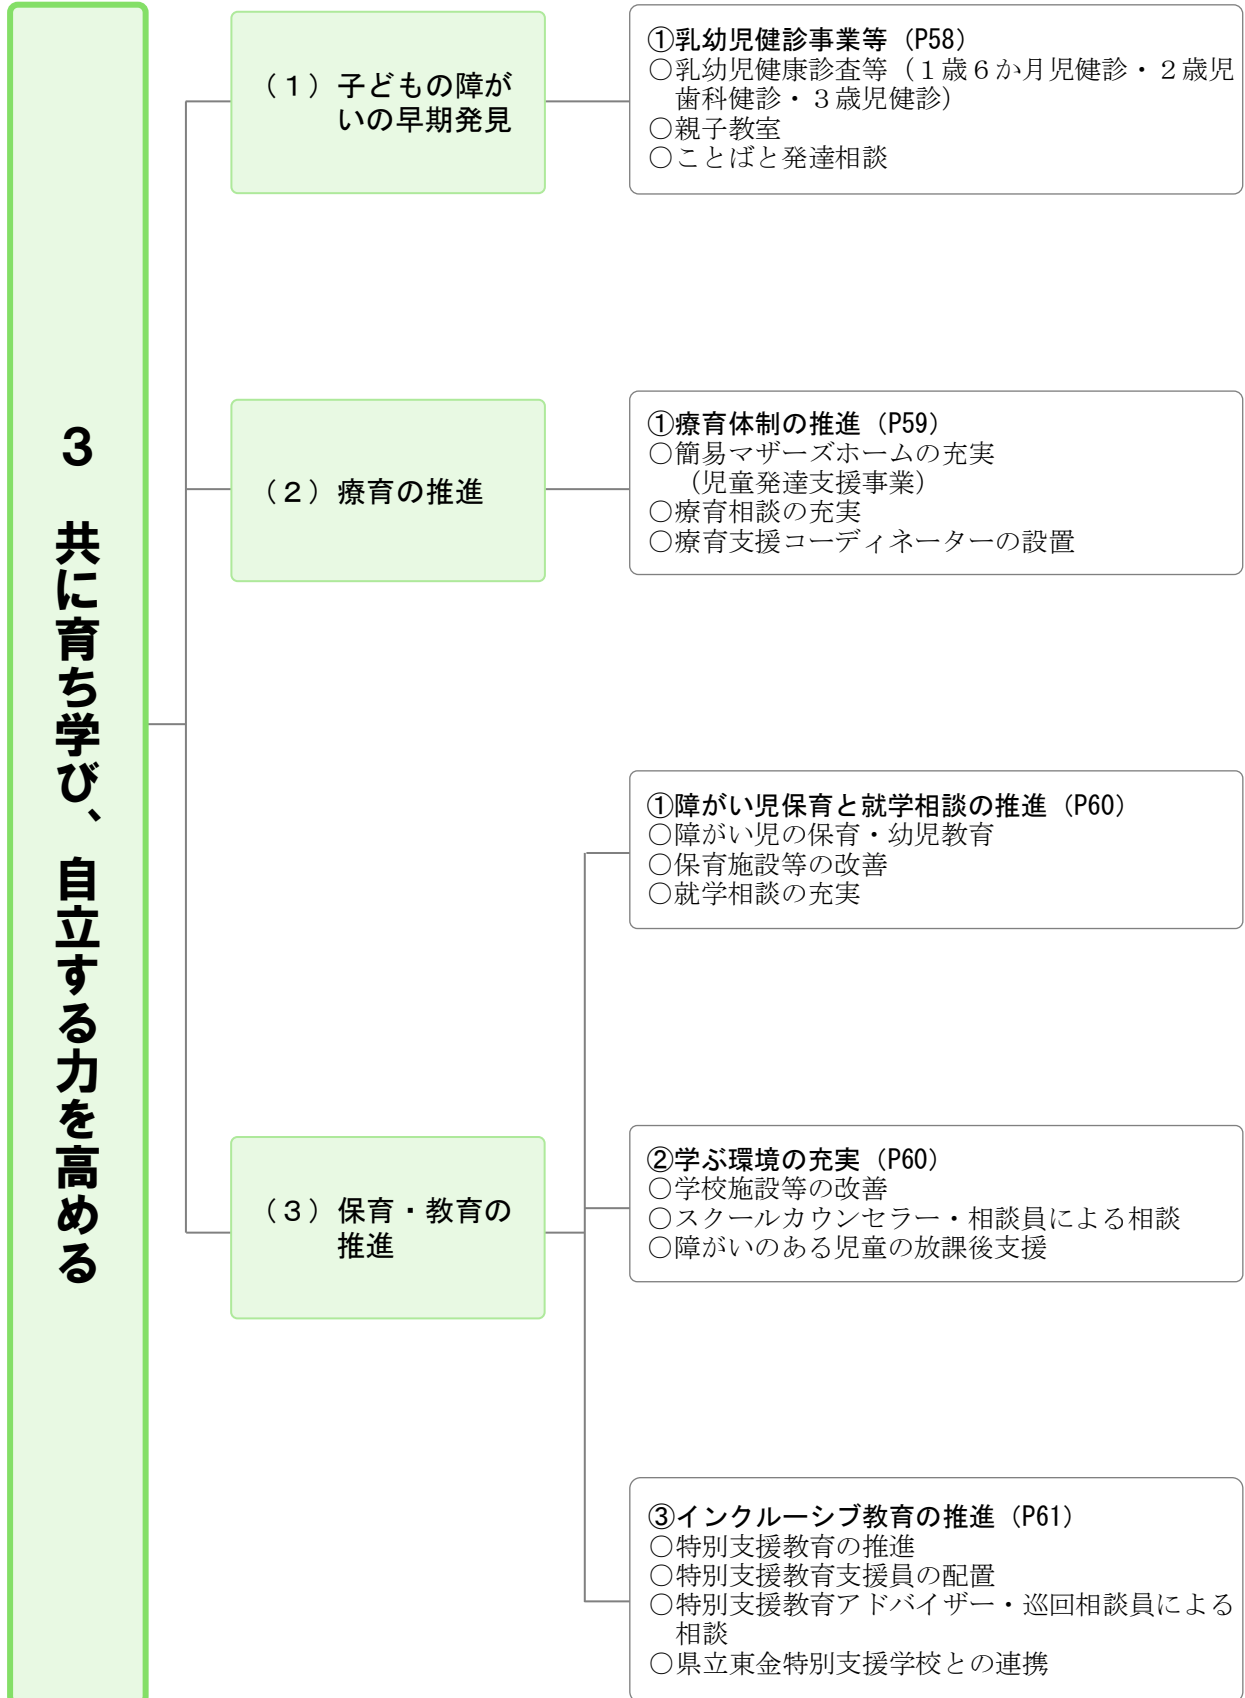 ３　共に育ち学び、自立する力を高める
（１）子どもの障が
いの早期発見
①乳幼児健診事業等（P58）
○乳幼児健康診査等（１歳６か月児健診・２歳児
歯科健診・３歳児健診）
○親子教室
○ことばと発達相談
（２）療育の推進
①療育体制の推進（P59）
○簡易マザーズホームの充実
（児童発達支援事業）
○療育相談の充実
○療育支援コーディネーターの設置
（３）保育・教育の
推進
①障がい児保育と就学相談の推進（P60）
○障がい児の保育・幼児教育
○保育施設等の改善
○就学相談の充実
②学ぶ環境の充実（P60）
○学校施設等の改善
○スクールカウンセラー・相談員による相談
○障がいのある児童の放課後支援
③インクルーシブ教育の推進（P61）
○特別支援教育の推進
○特別支援教育支援員の配置
○特別支援教育アドバイザー・巡回相談員による
相談
○県立東金特別支援学校との連携